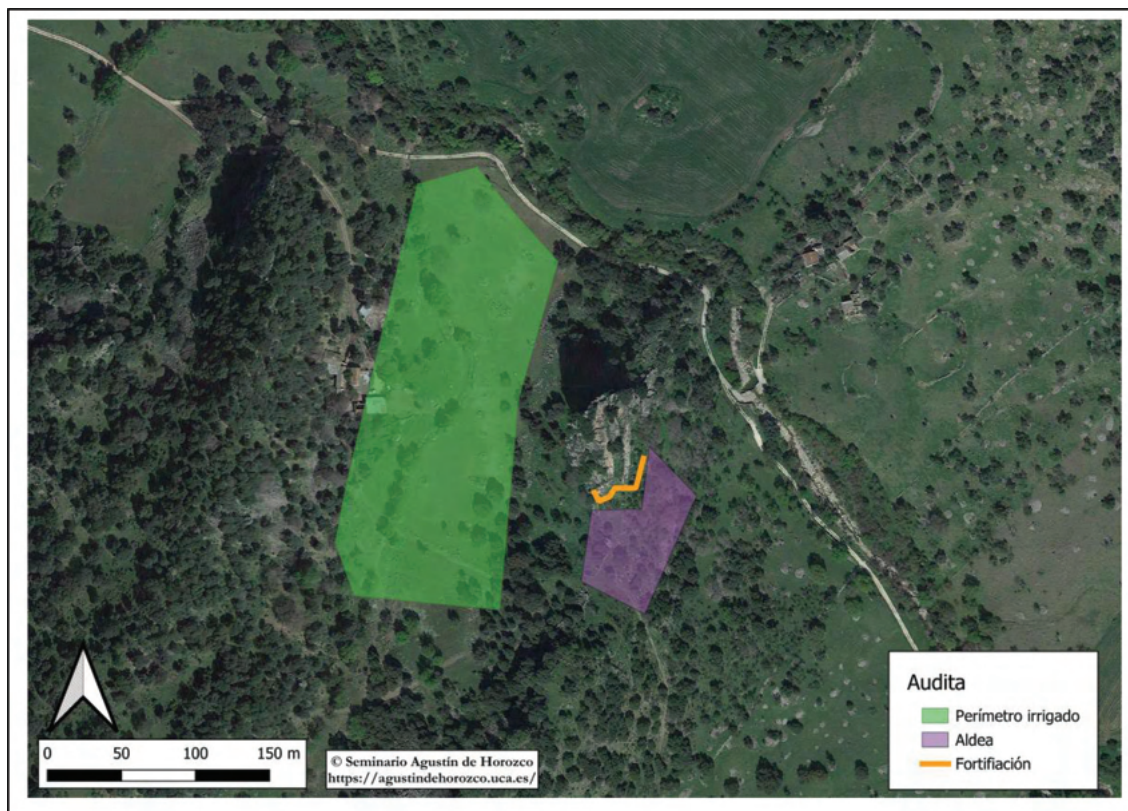 Audita
Perímetro irrigado
Aldea
Fortifiación
0 50 100 150 m
© Seminario Agustín de Horozco
https://agustindehorozco.uca.es/